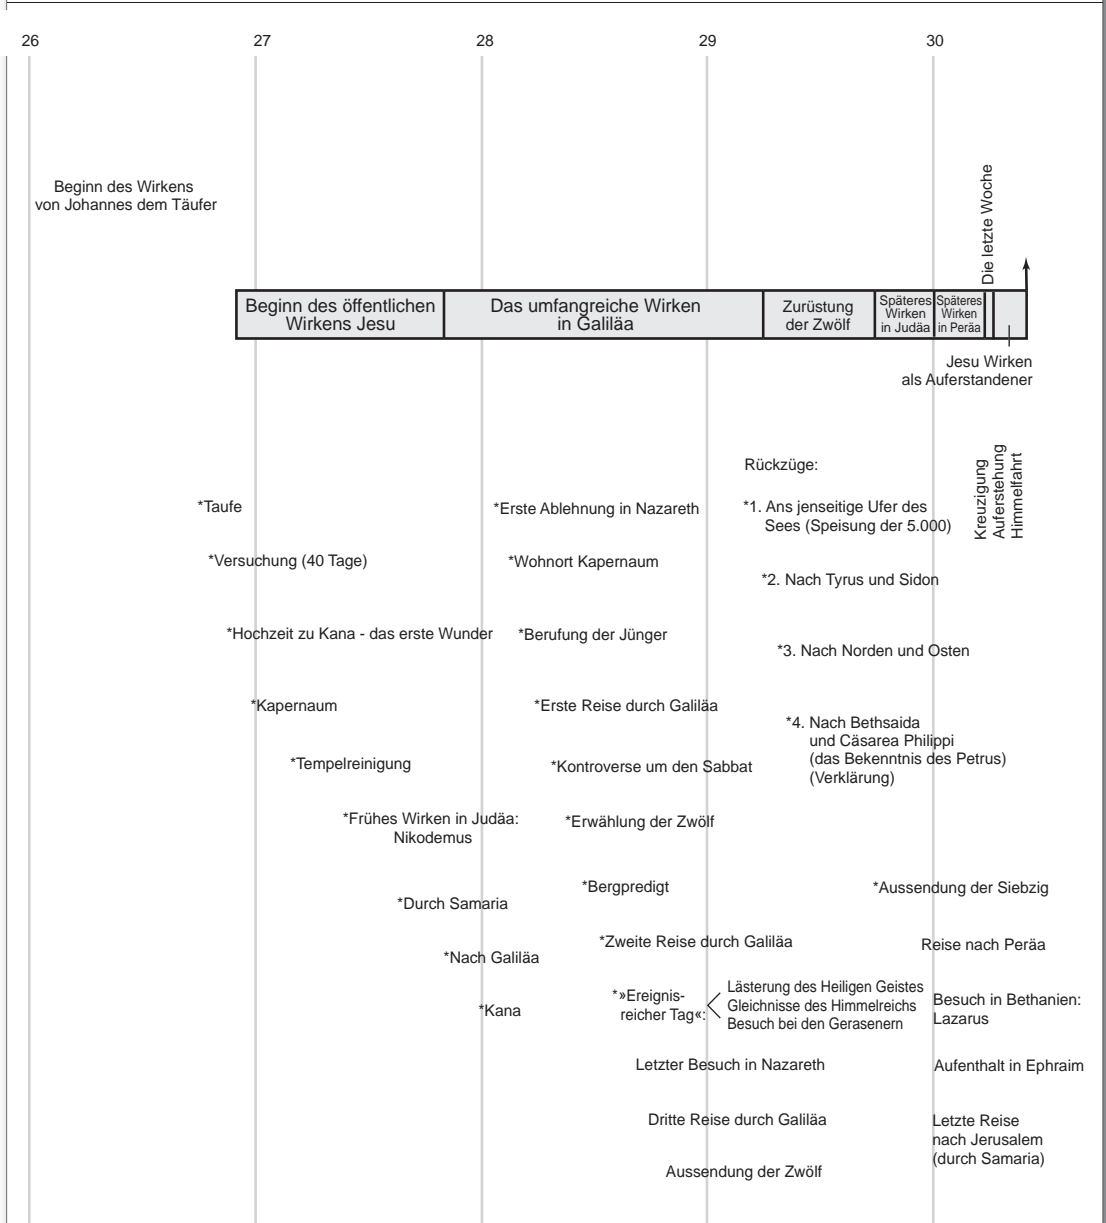 26
27
28
29
30
Beginn des Wirkens
von Johannes dem Täufer
Die letzte Woche
Beginn des öffentlichen
Wirkens Jesu
Das umfangreiche Wirken
in Galiläa
Zurüstung
der Zwölf
Späteres
Wirken
in Judäa
Späteres
Wirken
in Peräa
Jesu Wirken
als Auferstandener
Kreuzigung
Auferstehung
Himmelfahrt
*Taufe
*Versuchung (40 Tage)
*Hochzeit zu Kana - das erste Wunder
*Kapernaum
*Tempelreinigung
*Frühes Wirken in Judäa:
Nikodemus
*Durch Samaria
*Nach Galiläa
*Kana
*Erste Ablehnung in Nazareth
*Wohnort Kapernaum
*Berufung der Jünger
*Erste Reise durch Galiläa
*Kontroverse um den Sabbat
*Erwählung der Zwölf
*Bergpredigt
*Zweite Reise durch Galiläa
*»Ereignis-
reicher Tag«:
Lästerung des Heiligen Geistes
Gleichnisse des Himmelreichs
Besuch bei den Gerasenern
Letzter Besuch in Nazareth
Dritte Reise durch Galiläa
Aussendung der Zwölf
Rückzüge:
*1. Ans jenseitige Ufer des
Sees (Speisung der 5.000)
*2. Nach Tyrus und Sidon
*3. Nach Norden und Osten
*4. Nach Bethsaida
und Cäsarea Philippi
(das Bekenntnis des Petrus)
(Verklärung)
*Aussendung der Siebzig
Reise nach Peräa
Besuch in Bethanien:
Lazarus
Aufenthalt in Ephraim
Letzte Reise
nach Jerusalem
(durch Samaria)